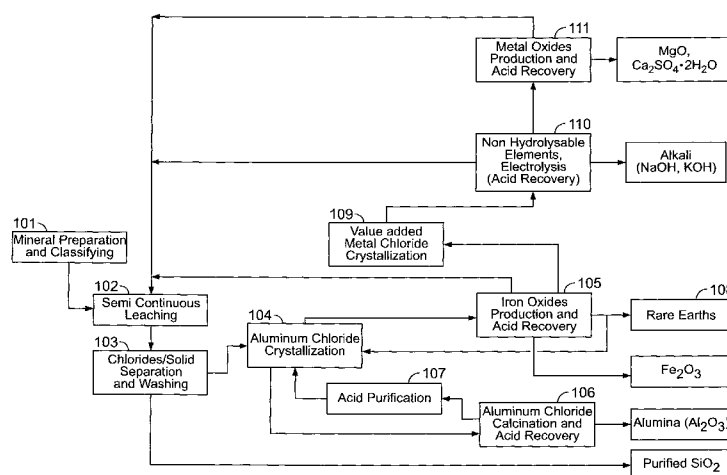 111
Metal Oxides
Production and
Acid Recovery
MgO,
Ca₂SO₄•2H₂O
110
Non Hydrolysable
Elements,
Electrolysis
(Acid Recovery)
Alkali
(NaOH, KOH)
109
Value added
Metal Chloride
Crystallization
101
Mineral Preparation
and Classifying
102
Semi Continuous
Leaching
103
Chlorides/Solid
Separation
and Washing
104
Aluminum Chloride
Crystallization
105
Iron Oxides
Production and
Acid Recovery
108
Rare Earths
Fe₂O₃
107
Acid Purification
106
Aluminum Chloride
Calcination and
Acid Recovery
Alumina (Al₂O₃)
Purified SiO₂